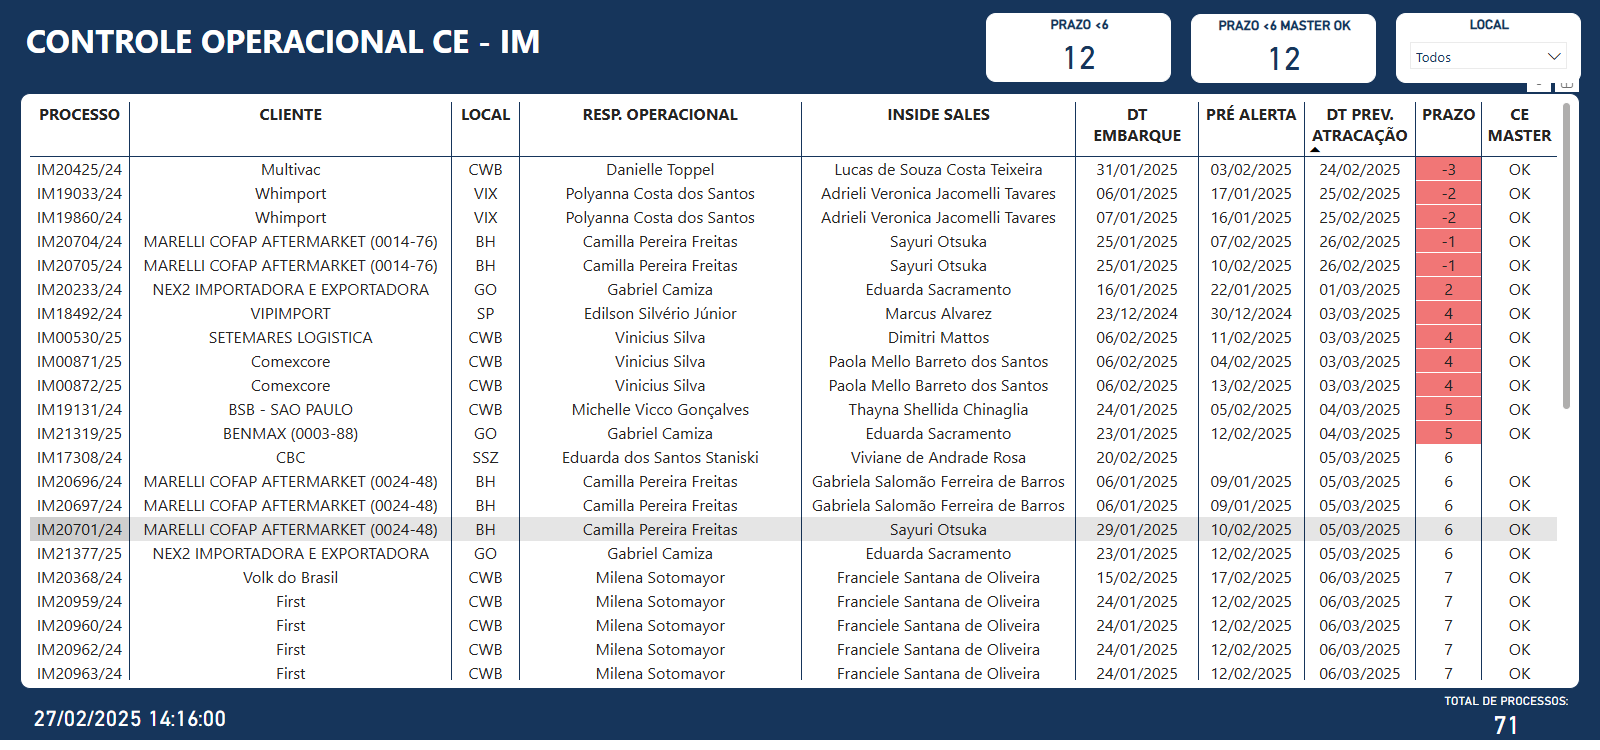 CONTROLE OPERACIONAL CE - IM
PRAZO <6
12
PRAZO <6 MASTER OK
12
LOCAL
Todos
PROCESSO CLIENTE LOCAL RESP. OPERACIONAL INSIDE SALES DT EMBARQUE PRÉ ALERTA DT PREV. ATRACAÇÃO PRAZO CE MASTER
IM20425/24 Multivac CWB Danielle Toppel Lucas de Souza Costa Teixeira 31/01/2025 03/02/2025 24/02/2025 -3 OK
IM19033/24 Whimport VIX Polyanna Costa dos Santos Adrieli Veronica Jacomelli Tavares 06/01/2025 17/01/2025 25/02/2025 -2 OK
IM19860/24 Whimport VIX Polyanna Costa dos Santos Adrieli Veronica Jacomelli Tavares 07/01/2025 16/01/2025 25/02/2025 -2 OK
IM20704/24 MARELLI COFAP AFTERMARKET (0014-76) BH Camilla Pereira Freitas Sayuri Otsuka 25/01/2025 07/02/2025 26/02/2025 -1 OK
IM20705/24 MARELLI COFAP AFTERMARKET (0014-76) BH Camilla Pereira Freitas Sayuri Otsuka 25/01/2025 10/02/2025 26/02/2025 -1 OK
IM20233/24 NEX2 IMPORTADORA E EXPORTADORA GO Gabriel Camiza Eduarda Sacramento 16/01/2025 22/01/2025 01/03/2025 2 OK
IM18492/24 VIPIMPORT SP Edilson Silvério Júnior Marcus Alvarez 23/12/2024 30/12/2024 03/03/2025 4 OK
IM00530/25 SETEMARES LOGISTICA CWB Vinicius Silva Dimitri Mattos 06/02/2025 11/02/2025 03/03/2025 4 OK
IM00871/25 Comexcore CWB Vinicius Silva Paola Mello Barreto dos Santos 06/02/2025 04/02/2025 03/03/2025 4 OK
IM00872/25 Comexcore CWB Vinicius Silva Paola Mello Barreto dos Santos 06/02/2025 13/02/2025 03/03/2025 4 OK
IM19131/24 BSB - SAO PAULO CWB Michelle Vicco Gonçalves Thayna Shellida Chinaglia 24/01/2025 05/02/2025 04/03/2025 5 OK
IM21319/25 BENMAX (0003-88) GO Gabriel Camiza Eduarda Sacramento 23/01/2025 12/02/2025 04/03/2025 5 OK
IM17308/24 CBC SSZ Eduarda dos Santos Staniski Viviane de Andrade Rosa 20/02/2025 05/03/2025 6
IM20696/24 MARELLI COFAP AFTERMARKET (0024-48) BH Camilla Pereira Freitas Gabriela Salomão Ferreira de Barros 06/01/2025 09/01/2025 05/03/2025 6 OK
IM20697/24 MARELLI COFAP AFTERMARKET (0024-48) BH Camilla Pereira Freitas Gabriela Salomão Ferreira de Barros 06/01/2025 09/01/2025 05/03/2025 6 OK
IM20701/24 MARELLI COFAP AFTERMARKET (0024-48) BH Camilla Pereira Freitas Sayuri Otsuka 29/01/2025 10/02/2025 05/03/2025 6 OK
IM21377/25 NEX2 IMPORTADORA E EXPORTADORA GO Gabriel Camiza Eduarda Sacramento 23/01/2025 12/02/2025 05/03/2025 6 OK
IM20368/24 Volk do Brasil CWB Milena Sotomayor Franciele Santana de Oliveira 15/02/2025 17/02/2025 06/03/2025 7 OK
IM20959/24 First CWB Milena Sotomayor Franciele Santana de Oliveira 24/01/2025 12/02/2025 06/03/2025 7 OK
IM20960/24 First CWB Milena Sotomayor Franciele Santana de Oliveira 24/01/2025 12/02/2025 06/03/2025 7 OK
IM20962/24 First CWB Milena Sotomayor Franciele Santana de Oliveira 24/01/2025 12/02/2025 06/03/2025 7 OK
IM20963/24 First CWB Milena Sotomayor Franciele Santana de Oliveira 24/01/2025 12/02/2025 06/03/2025 7 OK
27/02/2025 14:16:00
TOTAL DE PROCESSOS:
71